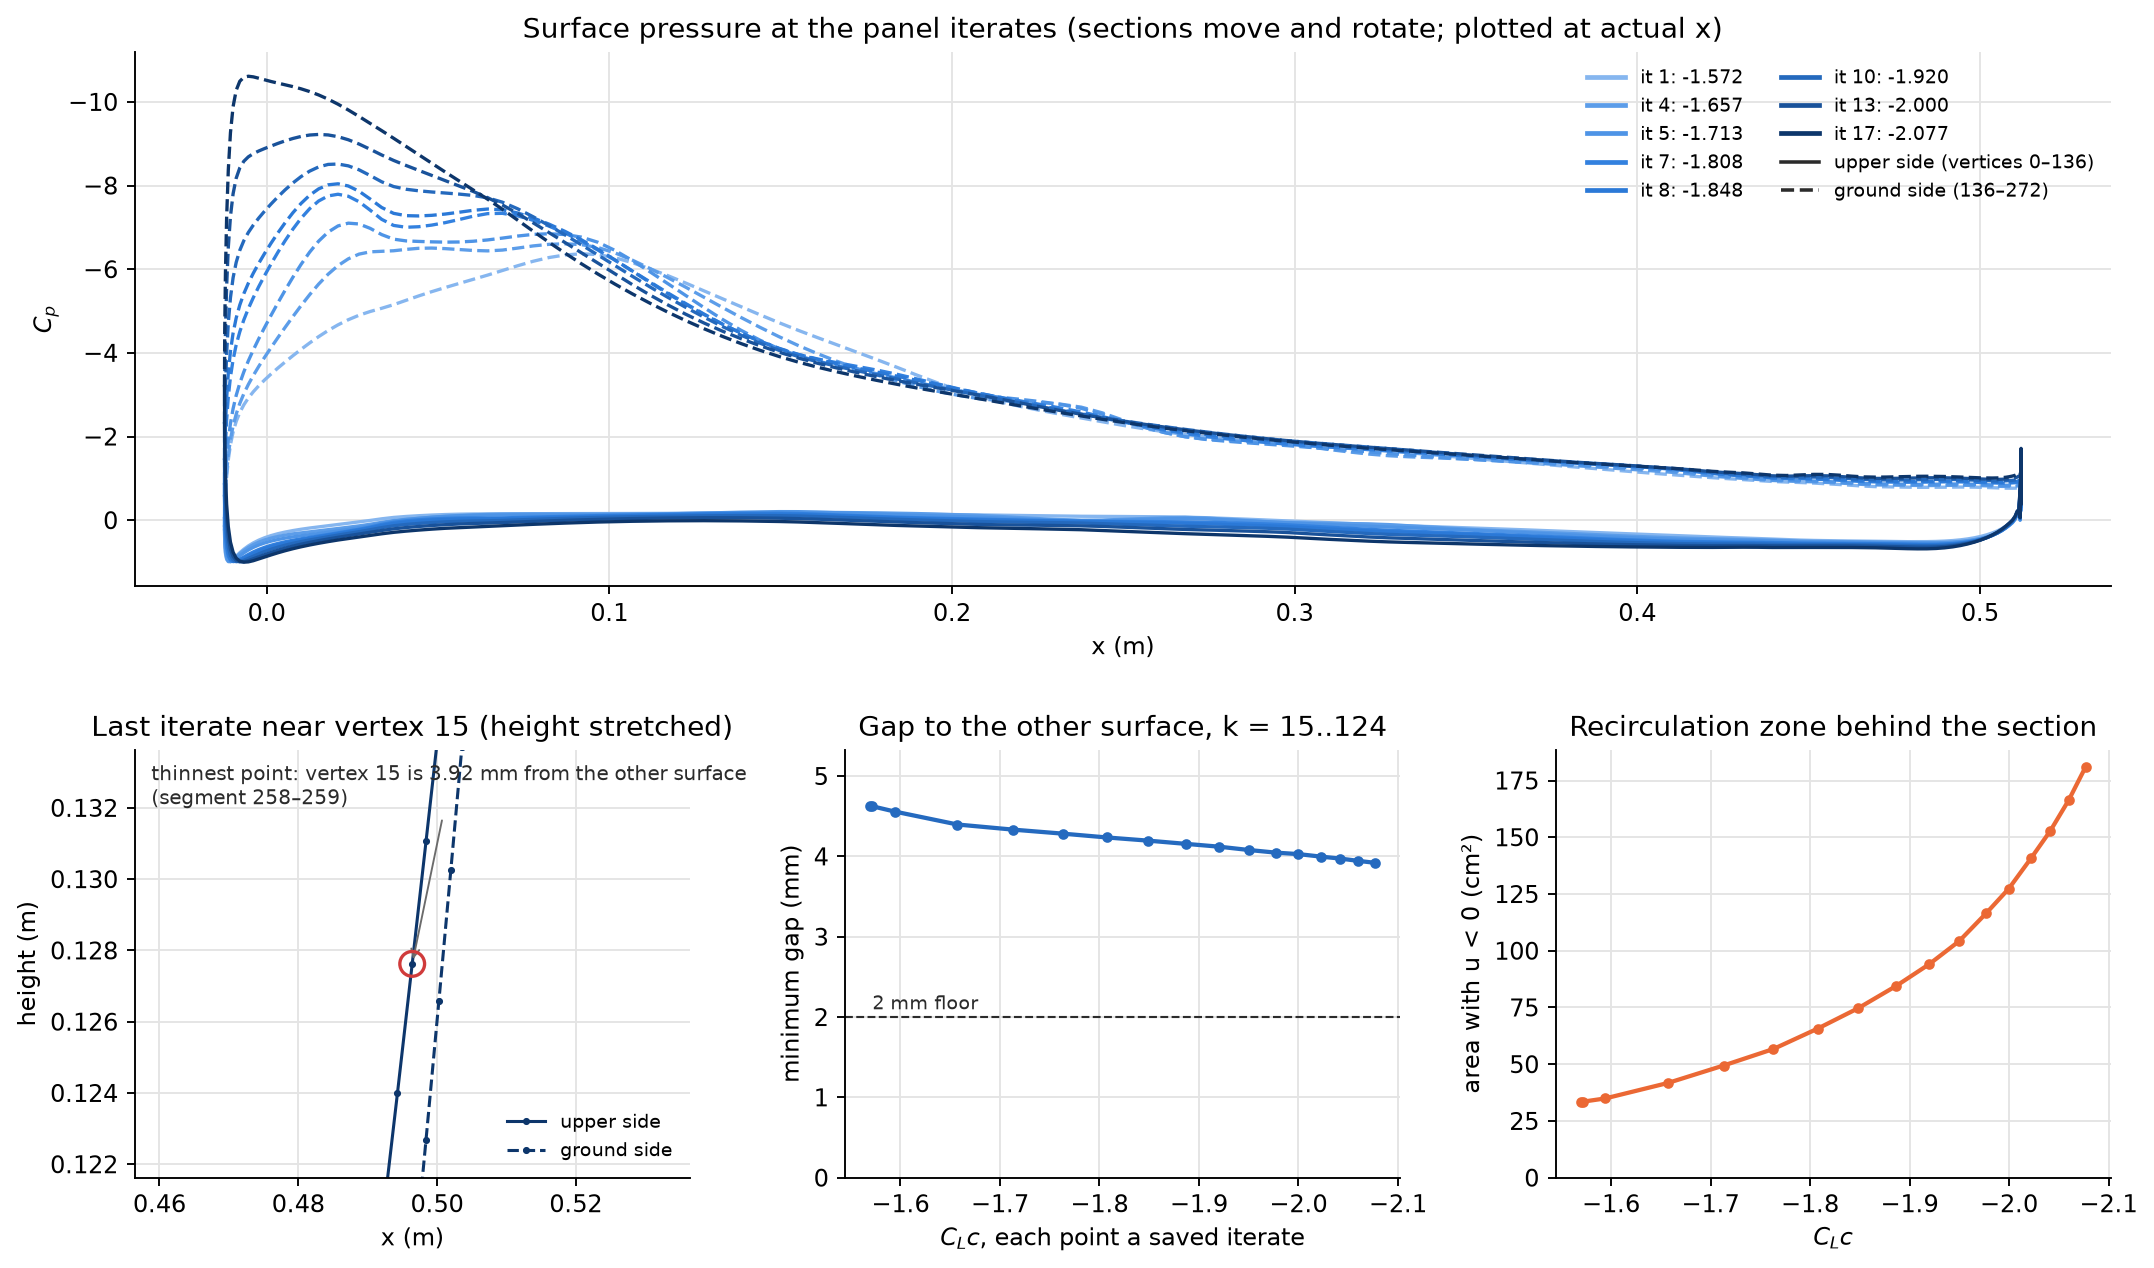 Surface pressure at the panel iterates (sections move and rotate; plotted at actual x)
−10
−8
−6
−4
−2
0
Cp
it 1: -1.572
it 4: -1.657
it 5: -1.713
it 7: -1.808
it 8: -1.848
it 10: -1.920
it 13: -2.000
it 17: -2.077
upper side (vertices 0–136)
ground side (136–272)
0.0
0.1
0.2
0.3
0.4
0.5
x (m)
Last iterate near vertex 15 (height stretched)
thinnest point: vertex 15 is 3.92 mm from the other surface
(segment 258–259)
0.132
0.130
0.128
0.126
0.124
0.122
height (m)
upper side
ground side
0.46
0.48
0.50
0.52
x (m)
Gap to the other surface, k = 15..124
5
4
3
2
1
0
minimum gap (mm)
2 mm floor
−1.6
−1.7
−1.8
−1.9
−2.0
−2.1
CLc, each point a saved iterate
Recirculation zone behind the section
175
150
125
100
75
50
25
0
area with u < 0 (cm²)
−1.6
−1.7
−1.8
−1.9
−2.0
−2.1
CLc